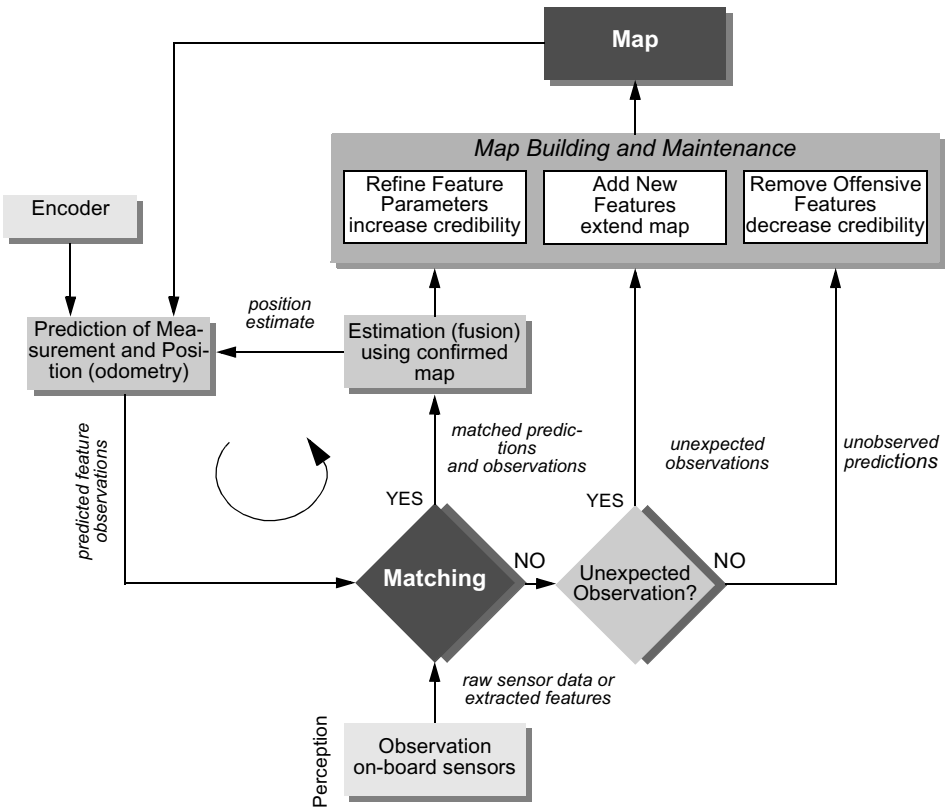 Map
Map Building and Maintenance
Refine Feature
Parameters
increase credibility
Add New
Features
extend map
Remove Offensive
Features
decrease credibility
Encoder
position
estimate
Prediction of Mea-
surement and Posi-
tion (odometry)
Estimation (fusion)
using confirmed
map
predicted feature
observations
matched predic-
tions
and observations
unexpected
observations
unobserved
predictions
YES
YES
Matching
NO
Unexpected
Observation?
NO
raw sensor data or
extracted features
Perception
Observation
on-board sensors